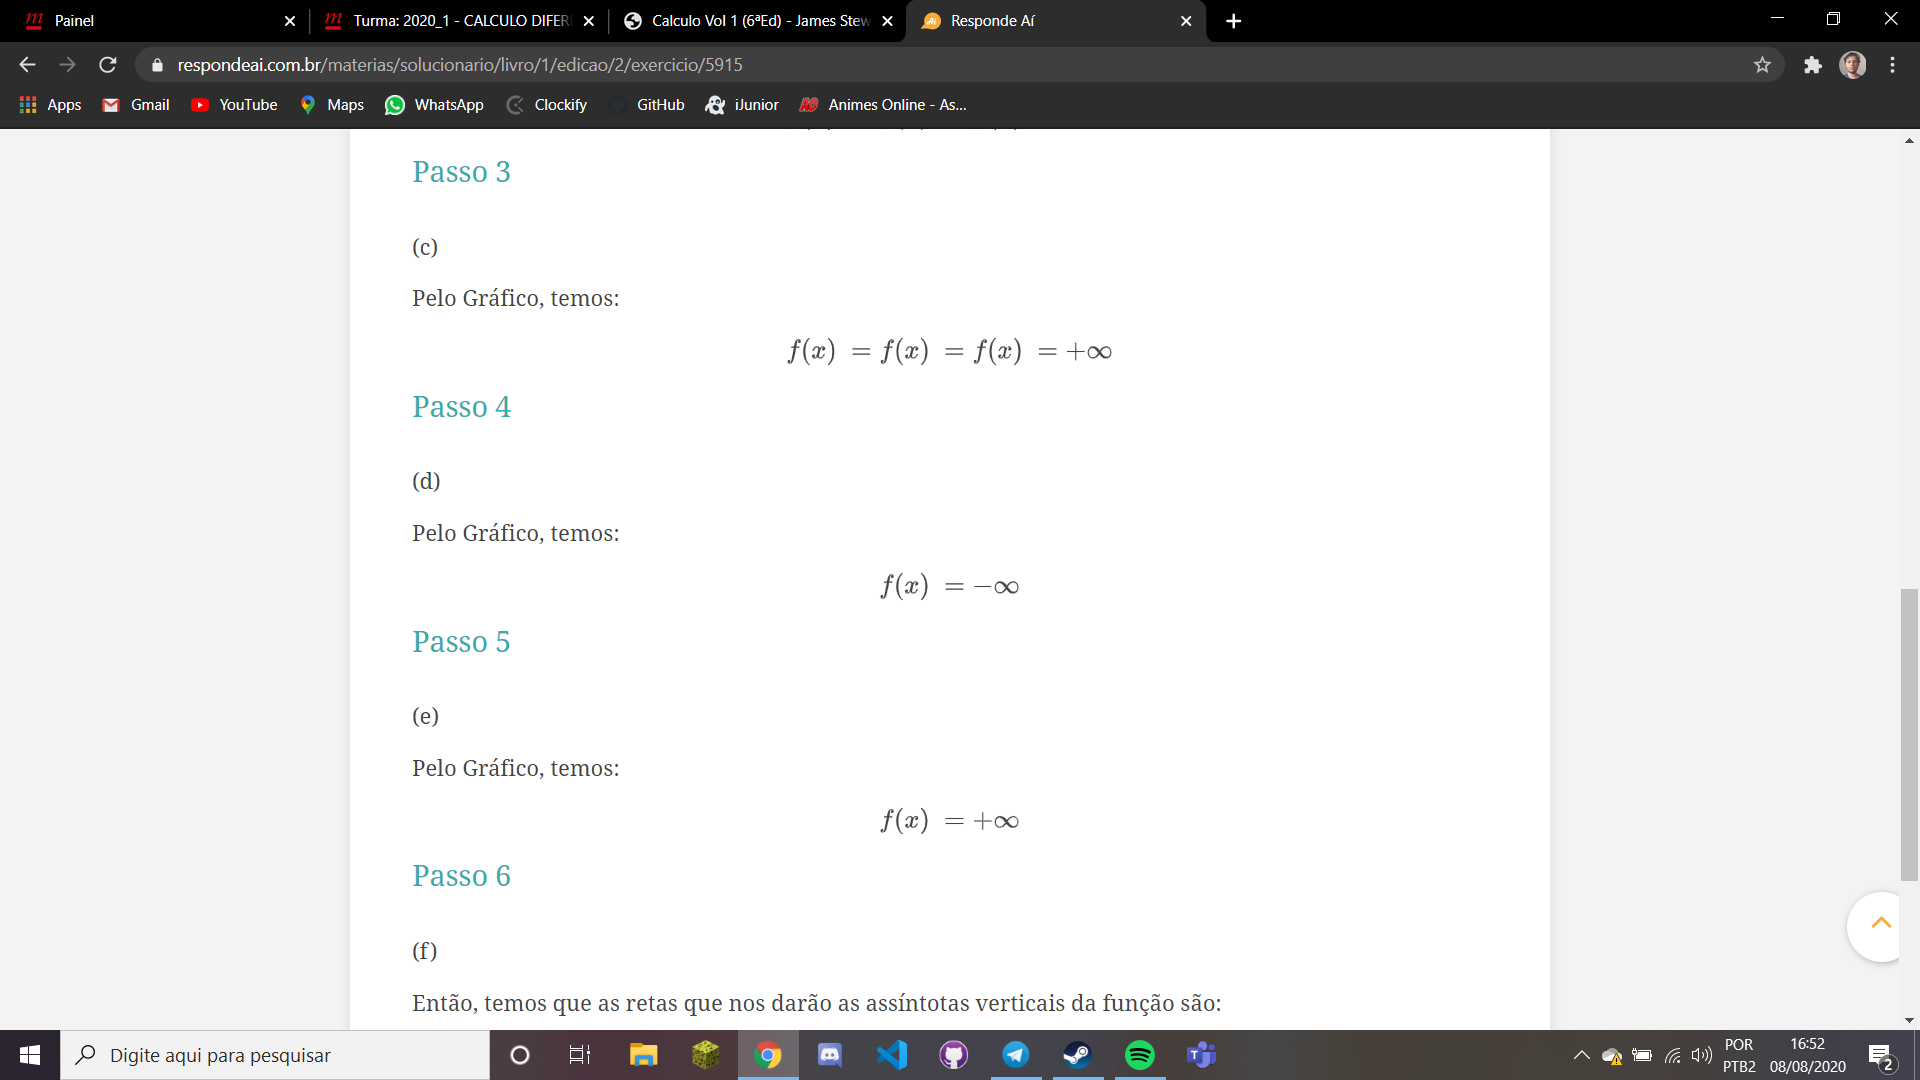 Painel
Turma: 2020_1 - CALCULO DIFER
Calculo Vol 1 (6ªEd) - James Stew
Responde Aí
respondeai.com.br/materias/solucionario/livro/1/edicao/2/exercicio/5915
Apps
Gmail
YouTube
Maps
WhatsApp
Clockify
GitHub
iJunior
Animes Online - As...
Passo 3
(c)
Pelo Gráfico, temos:
f(x) = f(x) = f(x) = +∞
Passo 4
(d)
Pelo Gráfico, temos:
f(x) = −∞
Passo 5
(e)
Pelo Gráfico, temos:
f(x) = +∞
Passo 6
(f)
Então, temos que as retas que nos darão as assíntotas verticais da função são:
Digite aqui para pesquisar
POR
PTB2
16:52
08/08/2020
2